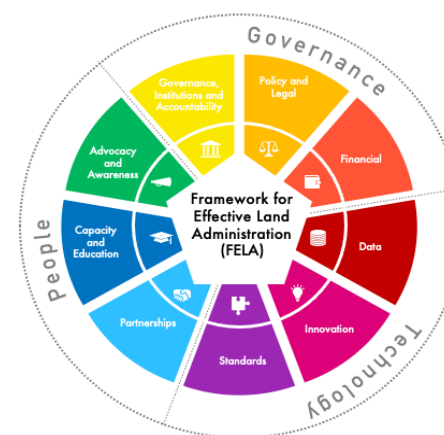 Governance
Governance,
Institutions and
Accountability
Policy and
Legal
Financial
Advocacy
and
Awareness
Framework for
Effective Land
Administration
(FELA)
Capacity
and
Education
Data
People
Partnerships
Innovation
Standards
Technology